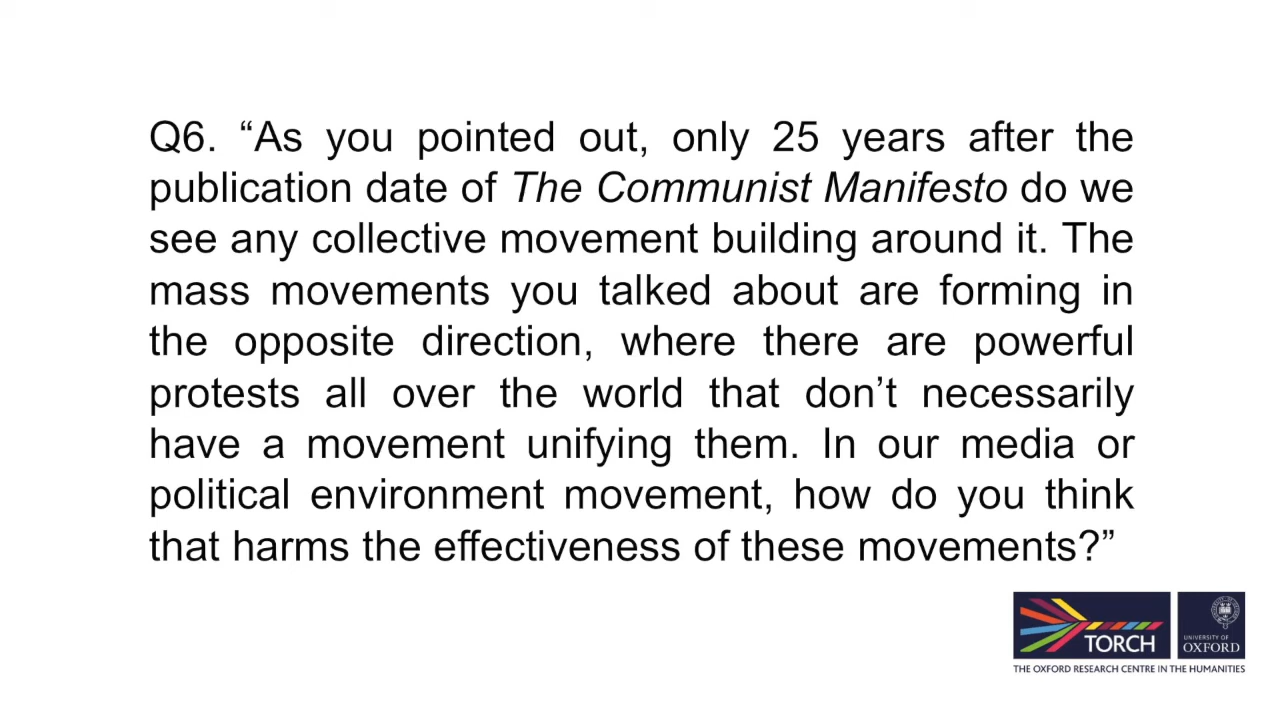 Q6. “As you pointed out, only 25 years after the
publication date of The Communist Manifesto do we
see any collective movement building around it. The
mass movements you talked about are forming in
the opposite direction, where there are powerful
protests all over the world that don’t necessarily
have a movement unifying them. In our media or
political environment movement, how do you think
that harms the effectiveness of these movements?”
TORCH
UNIVERSITY OF
OXFORD
THE OXFORD RESEARCH CENTRE IN THE HUMANITIES